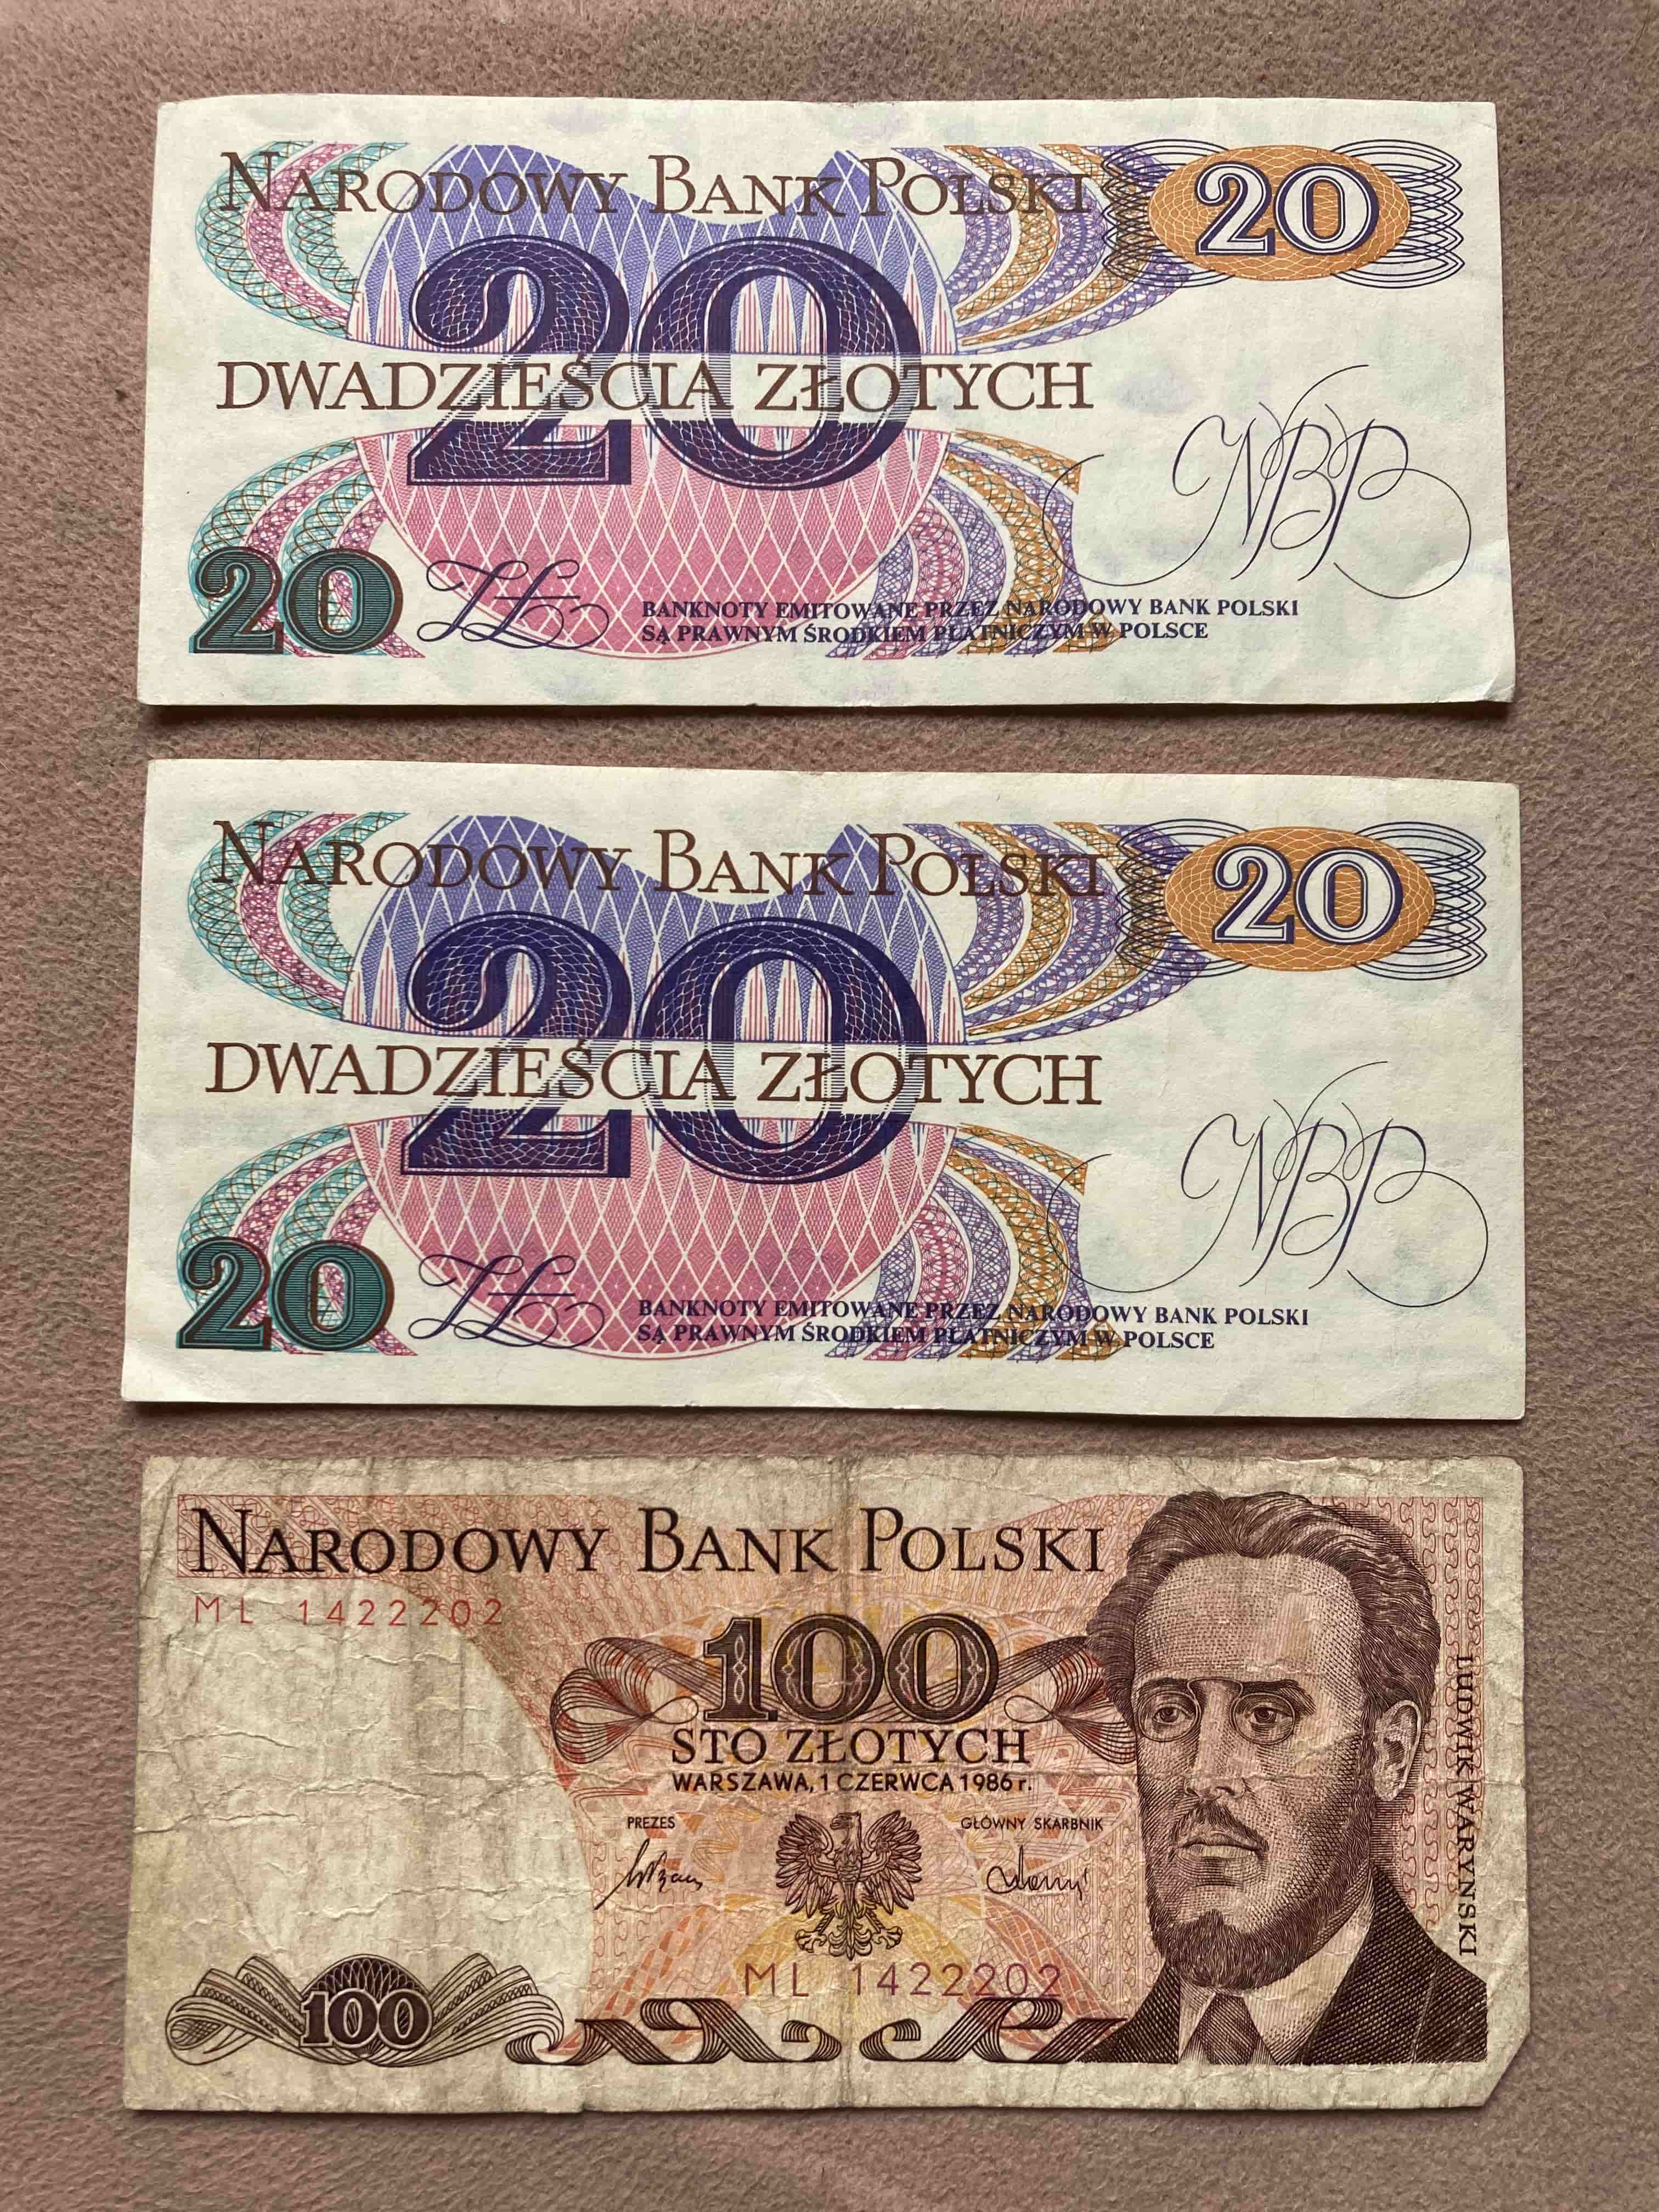 NARODOWY BANK POLSKI
20
20
DWADZIEŚCIA ZŁOTYCH
NBP
20
ZŁ
BANKNOTY EMITOWANE PRZEZ NARODOWY BANK POLSKI
SĄ PRAWNYM ŚRODKIEM PŁATNICZYM W POLSCE
NARODOWY BANK POLSKI
20
20
DWADZIEŚCIA ZŁOTYCH
NBP
20
ZŁ
BANKNOTY EMITOWANE PRZEZ NARODOWY BANK POLSKI
SĄ PRAWNYM ŚRODKIEM PŁATNICZYM W POLSCE
NARODOWY BANK POLSKI
ML 1422202
100
STO ZŁOTYCH
WARSZAWA, 1 CZERWCA 1986 r.
PREZES
GŁÓWNY SKARBNIK
LUDWIK WARYŃSKI
ML 1422202
100